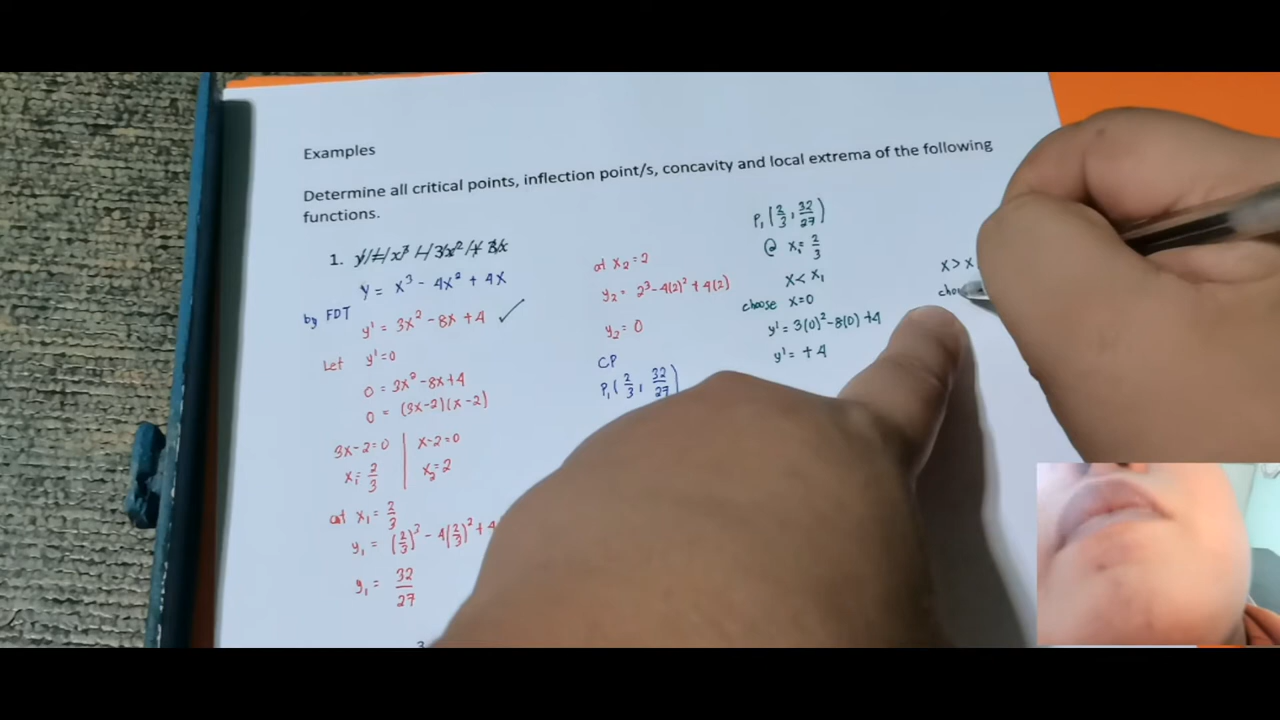 Examples
Determine all critical points, inflection point/s, concavity and local extrema of the following
functions.
1. y = x³ - 3x² + 3x
y = x³ - 4x² + 4x
by FDT
y' = 3x² - 8x + 4 ✓
Let y' = 0
0 = 3x² - 8x + 4
0 = (3x-2)(x-2)
3x-2=0 | x-2=0
x₁ = 2/3 | x₂ = 2
at x₁ = 2/3
y₁ = (2/3)³ - 4(2/3)² + 4
y₁ = 32/27
at x₂ = 2
y₂ = 2³ - 4(2)² + 4(2)
y₂ = 0
CP
P₁ (2/3, 32/27)
P₁ (2/3, 32/27)
@ x₁ = 2/3
x < x₁
choose x=0
y' = 3(0)² - 8(0) + 4
y' = + 4
x > x
cho